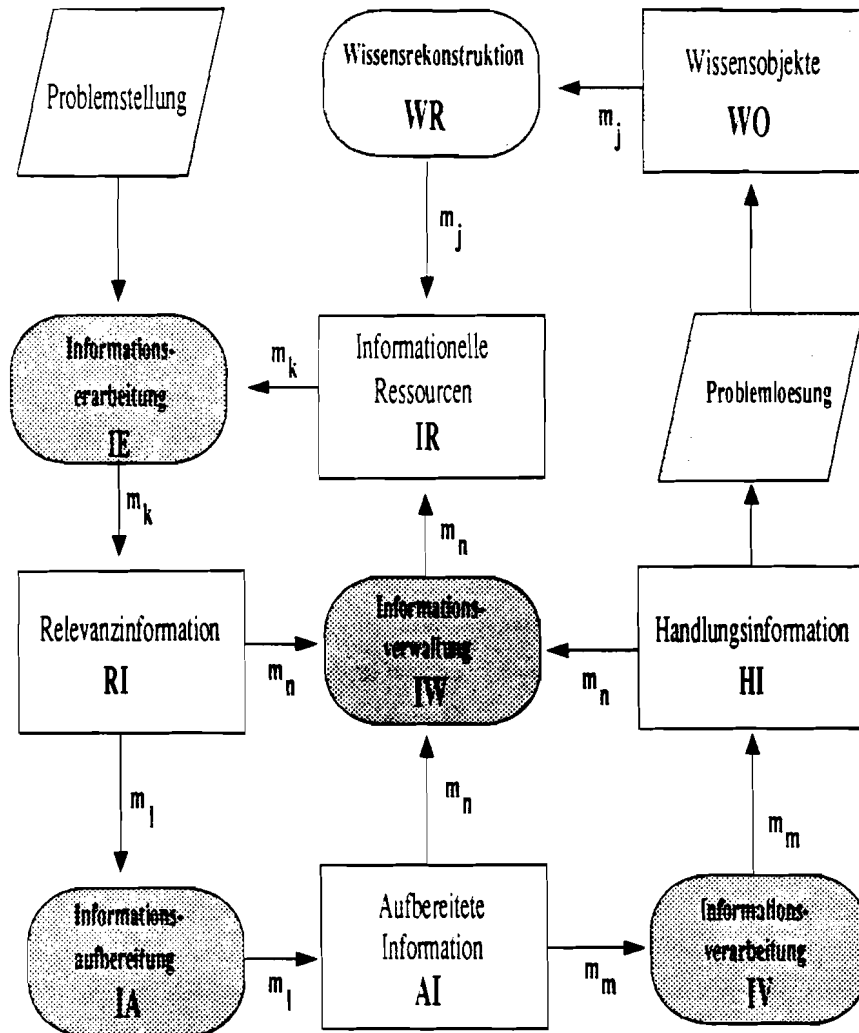 Problemstellung
Wissensrekonstruktion
WR
m j
Wissensobjekte
WO
m j
Informations-
erarbeitung
IE
m k
Informationelle
Ressourcen
IR
Problemloesung
m k
m n
Relevanzinformation
RI
m n
Informations-
verwaltung
IW
m n
Handlungsinformation
HI
m l
m n
m m
Informations-
aufbereitung
IA
m l
Aufbereitete
Information
AI
m m
Informations-
verarbeitung
IV